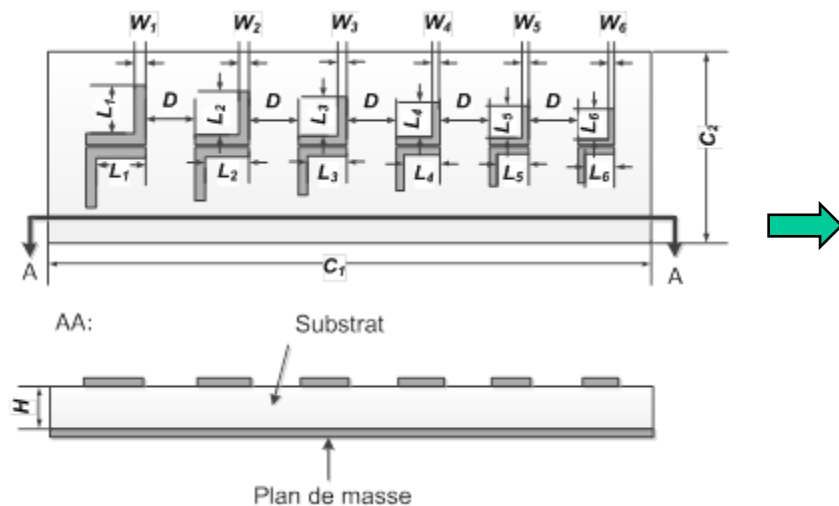 W1 W2 W3 W4 W5 W6
L1 D L2 D L3 D L4 D L5 D L6
L1 L2 L3 L4 L5 L6
C2
A A
C1
AA:
Substrat
H
Plan de masse